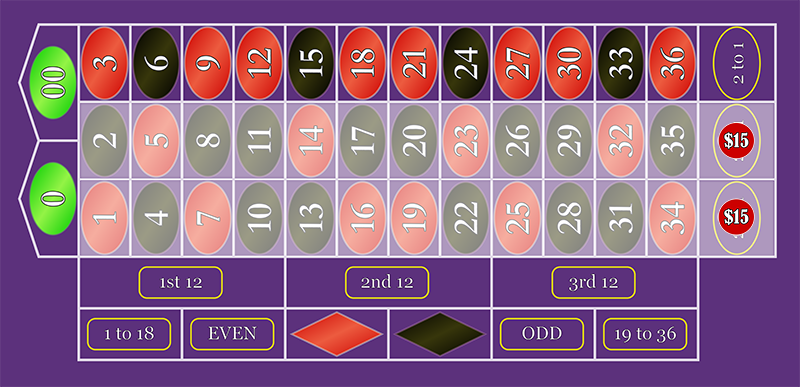 00 3 6 9 12 15 18 21 24 27 30 33 36 2 to 1
2 5 8 11 14 17 20 23 26 29 32 35 $15
0 1 4 7 10 13 16 19 22 25 28 31 34 $15
1st 12 2nd 12 3rd 12
1 to 18 EVEN ODD 19 to 36